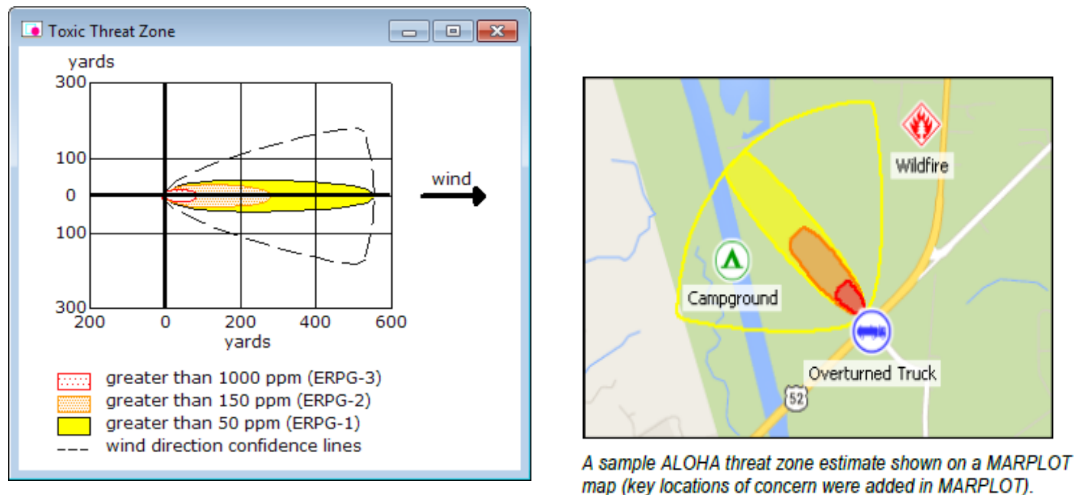 Toxic Threat Zone
yards
300
100
0
100
300
200 0 200 400 600
yards
wind
greater than 1000 ppm (ERPG-3)
greater than 150 ppm (ERPG-2)
greater than 50 ppm (ERPG-1)
wind direction confidence lines
Wildfire
Campground
Overturned Truck
52
A sample ALOHA threat zone estimate shown on a MARPLOT
map (key locations of concern were added in MARPLOT).